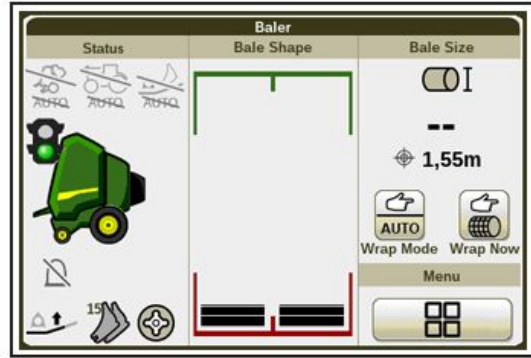 Baler
Status
Bale Shape
Bale Size
AUTO AUTO AUTO
--
1,55m
AUTO
Wrap Mode Wrap Now
Menu
15